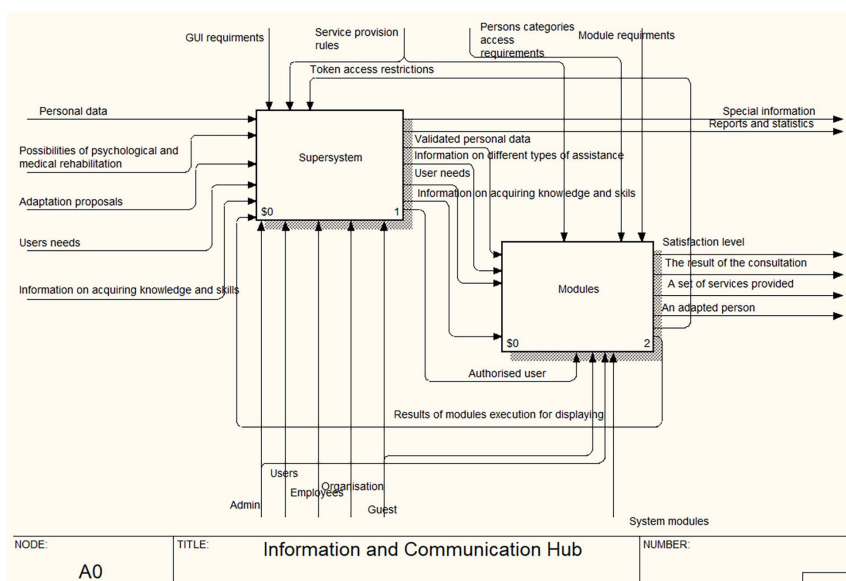 GUI requirments
Service provision
rules
Persons categories
access
requirements
Module requirments
Token access restrictions
Personal data
Special information
Reports and statistics
Possibilities of psychological and
medical rehabilitation
Supersystem
Validated personal data
Information on different types of assistance
User needs
Information on acquiring knowledge and skils
Adaptation proposals
$0
1
Users needs
Satisfaction level
The result of the consultation
Information on acquiring knowledge and skills
Modules
A set of services provided
An adapted person
$0
2
Authorised user
Results of modules execution for displaying
Users
Organisation
Employees
Admin
Guest
System modules
NODE:
TITLE:
NUMBER:
Information and Communication Hub
A0